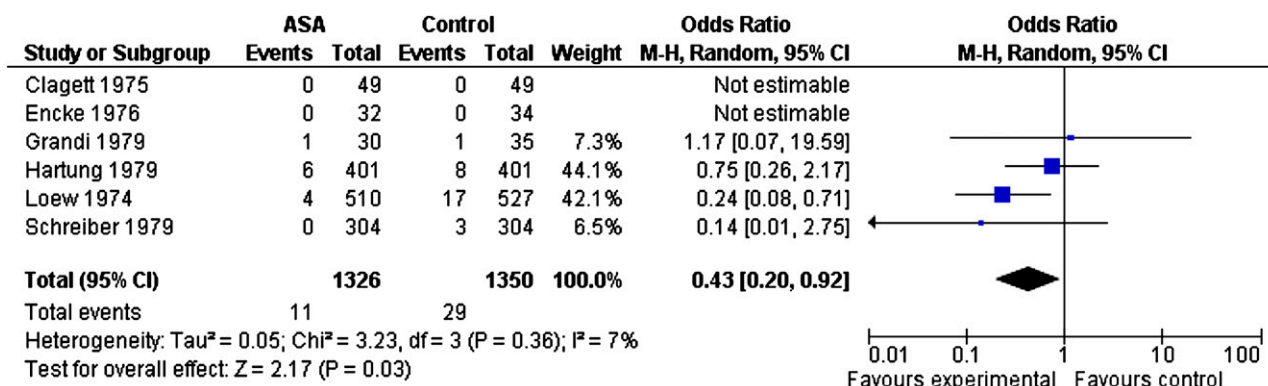 ASA Control Odds Ratio Odds Ratio
Study or Subgroup Events Total Events Total Weight M-H, Random, 95% CI M-H, Random, 95% CI
Clagett 1975 0 49 0 49 Not estimable
Encke 1976 0 32 0 34 Not estimable
Grandi 1979 1 30 1 35 7.3% 1.17 [0.07, 19.59]
Hartung 1979 6 401 8 401 44.1% 0.75 [0.26, 2.17]
Loew 1974 4 510 17 527 42.1% 0.24 [0.08, 0.71]
Schreiber 1979 0 304 3 304 6.5% 0.14 [0.01, 2.75]
Total (95% CI) 1326 1350 100.0% 0.43 [0.20, 0.92]
Total events 11 29
Heterogeneity: Tau² = 0.05; Chi² = 3.23, df = 3 (P = 0.36); I² = 7%
Test for overall effect: Z = 2.17 (P = 0.03)
0.01 0.1 1 10 100
Favours experimental Favours control